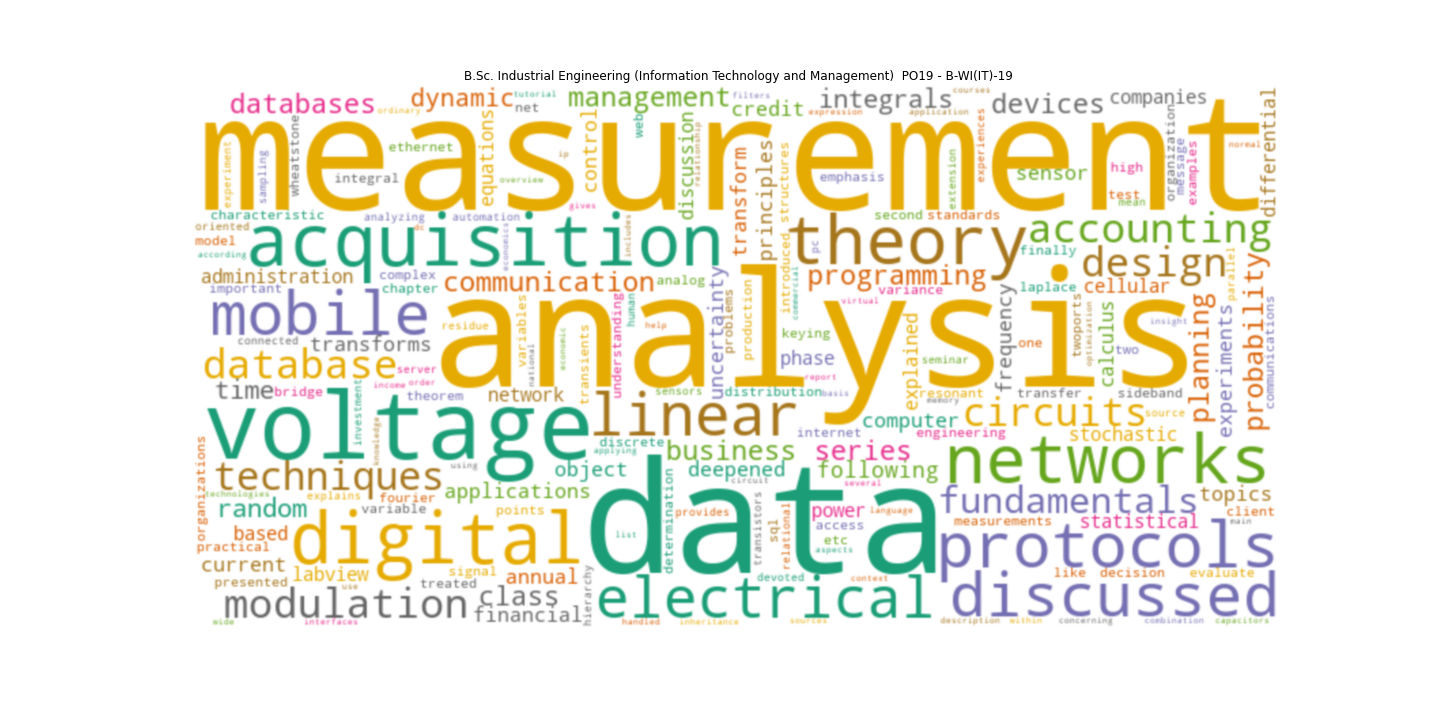 B.Sc. Industrial Engineering (Information Technology and Management)  PO19 - B-WI(IT)-19
databases
ordinary
dynamic
tutorial
net
management
filters
credit
expression
integrals
application
courses
devices
companies
normal
measurement
experiment
sampling
wheatstone
integral
ethernet
equations
overview
ip
control
web
discussion
relationship
transform
principles
structures
emphasis
extension
experiences
sensor
high
test
mean
organization
message
examples
differential
characteristic
oriented
model
according
analyzing
dc
automation
gives
economics
includes
acquisition
introduced
pc
second
standards
theory
finally
accounting
administration
important
complex
chapter
communication
analog
uncertainty
problems
production
commercial
programming
variance
virtual
design
laplace
cellular
parallel
probability
mobile
connected
transforms
residue
variables
national
economic
transients
understanding
human
help
keying
phase
report
analysis
explained
seminar
frequency
one
twoports
optimization
calculus
two
insight
planning
experiments
communications
database
server
time
bridge
income
order
theorem
network
sensors
distribution
basis
resonant
memory
transfer
sideband
source
voltage
investment
knowledge
linear
discrete
applying
internet
computer
engineering
circuits
stochastic
business
series
organizations
techniques
using
object
deepened
circuit
following
several
networks
technologies
explains
fourier
applications
points
variable
random
data
list
determination
provides
transistors
sql
relational
power
language
access
etc
aspects
fundamentals
topics
client
measurements
statistical
main
based
practical
digital
protocols
current
presented
use
labview
signal
treated
annual
hierarchy
devoted
context
like
decision
evaluate
modulation
class
financial
electrical
discussed
wide
interfaces
handled
inheritance
sources
description
within
concerning
combination
capacitors